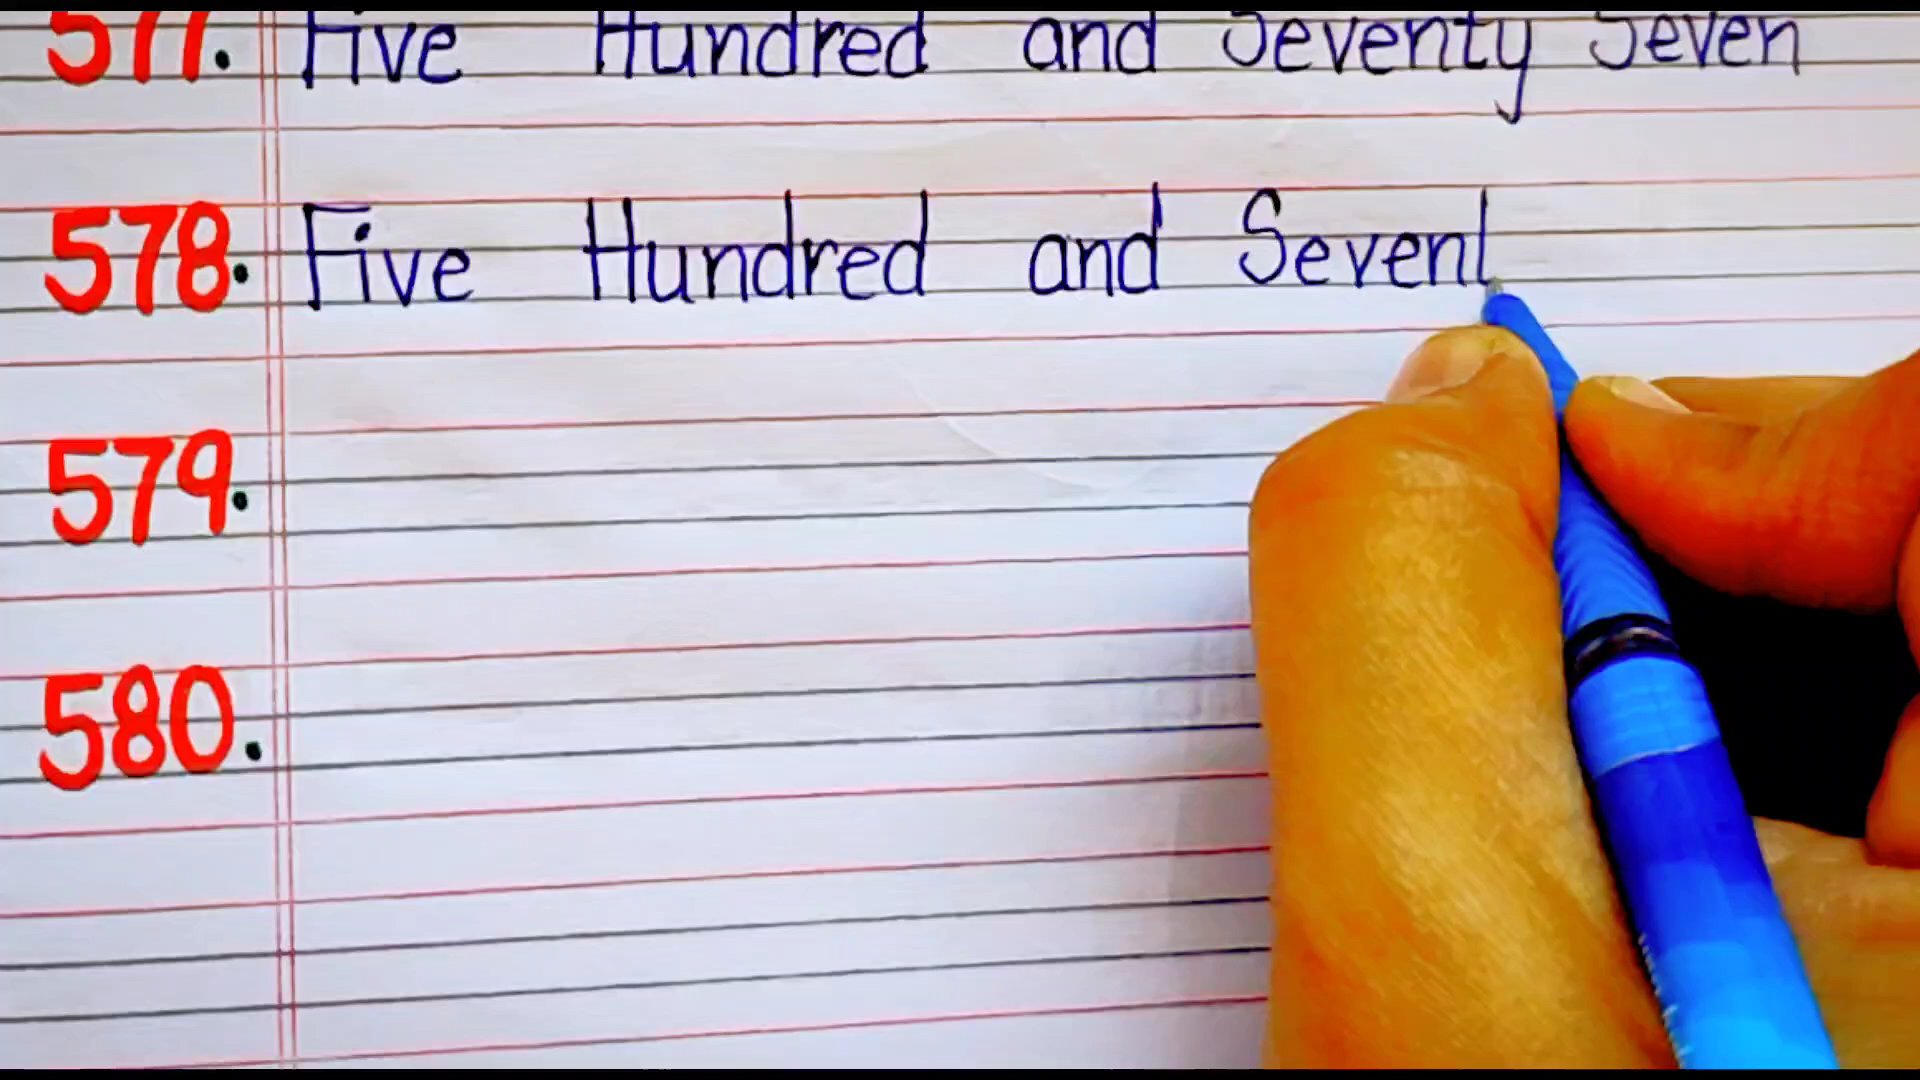 577. Five Hundred and Seventy Seven
578. Five Hundred and Sevent
579.
580.